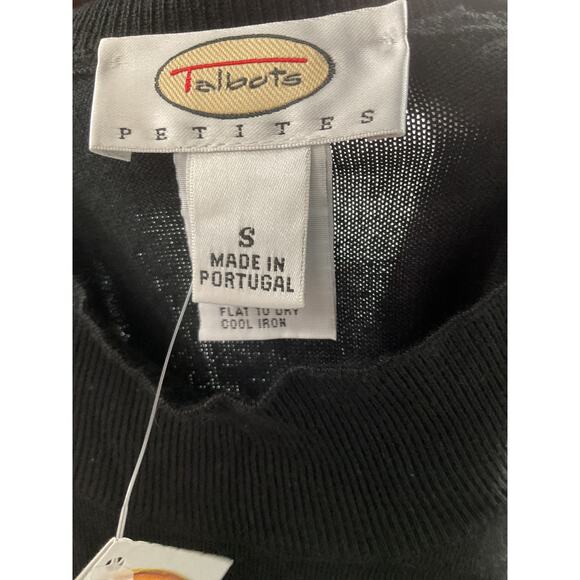 Talbots
PETITES
S
MADE IN
PORTUGAL
FLAT TO DRY
COOL IRON